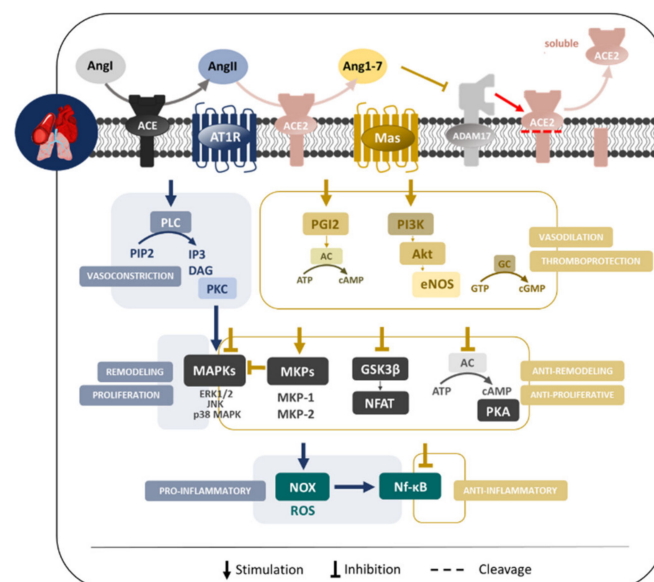 soluble
ACE2
AngI
AngII
Ang1-7
ACE
AT1R
ACE2
Mas
ADAM17
ACE2
PLC
PIP2
IP3
DAG
PKC
VASOCONSTRICTION
PGI2
AC
ATP
cAMP
PI3K
Akt
eNOS
GC
GTP
cGMP
VASODILATION
THROMBOPROTECTION
REMODELING
PROLIFERATION
MAPKs
ERK1/2
JNK
p38 MAPK
MKPs
MKP-1
MKP-2
GSK3β
NFAT
AC
ATP
cAMP
PKA
ANTI-REMODELING
ANTI-PROLIFERATIVE
PRO-INFLAMMATORY
NOX
ROS
Nf-κB
ANTI-INFLAMMATORY
Stimulation
Inhibition
Cleavage